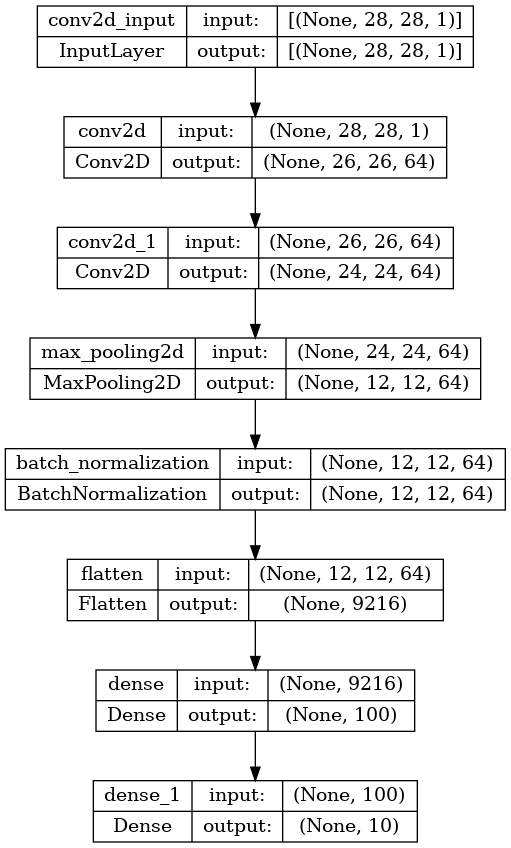 conv2d_input input: [(None, 28, 28, 1)]
InputLayer output: [(None, 28, 28, 1)]
conv2d input: (None, 28, 28, 1)
Conv2D output: (None, 26, 26, 64)
conv2d_1 input: (None, 26, 26, 64)
Conv2D output: (None, 24, 24, 64)
max_pooling2d input: (None, 24, 24, 64)
MaxPooling2D output: (None, 12, 12, 64)
batch_normalization input: (None, 12, 12, 64)
BatchNormalization output: (None, 12, 12, 64)
flatten input: (None, 12, 12, 64)
Flatten output: (None, 9216)
dense input: (None, 9216)
Dense output: (None, 100)
dense_1 input: (None, 100)
Dense output: (None, 10)